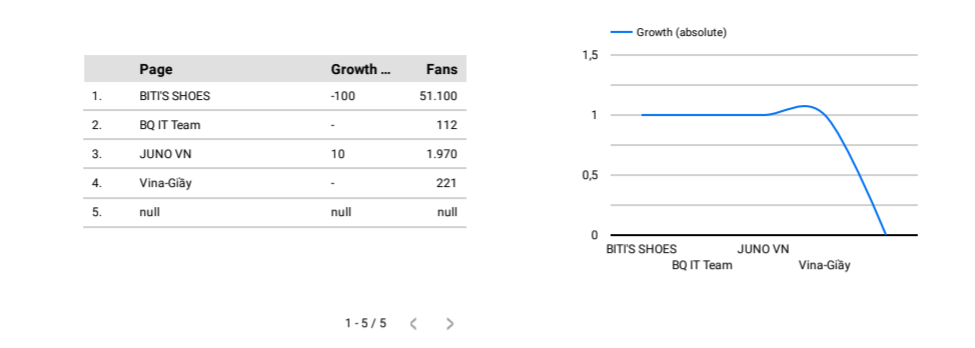 Page Growth ... Fans
1. BITI'S SHOES -100 51.100
2. BQ IT Team - 112
3. JUNO VN 10 1.970
4. Vina-Giầy - 221
5. null null null
1 - 5 / 5
Growth (absolute)
1,5
1
0,5
0
BITI'S SHOES JUNO VN
BQ IT Team Vina-Giầy